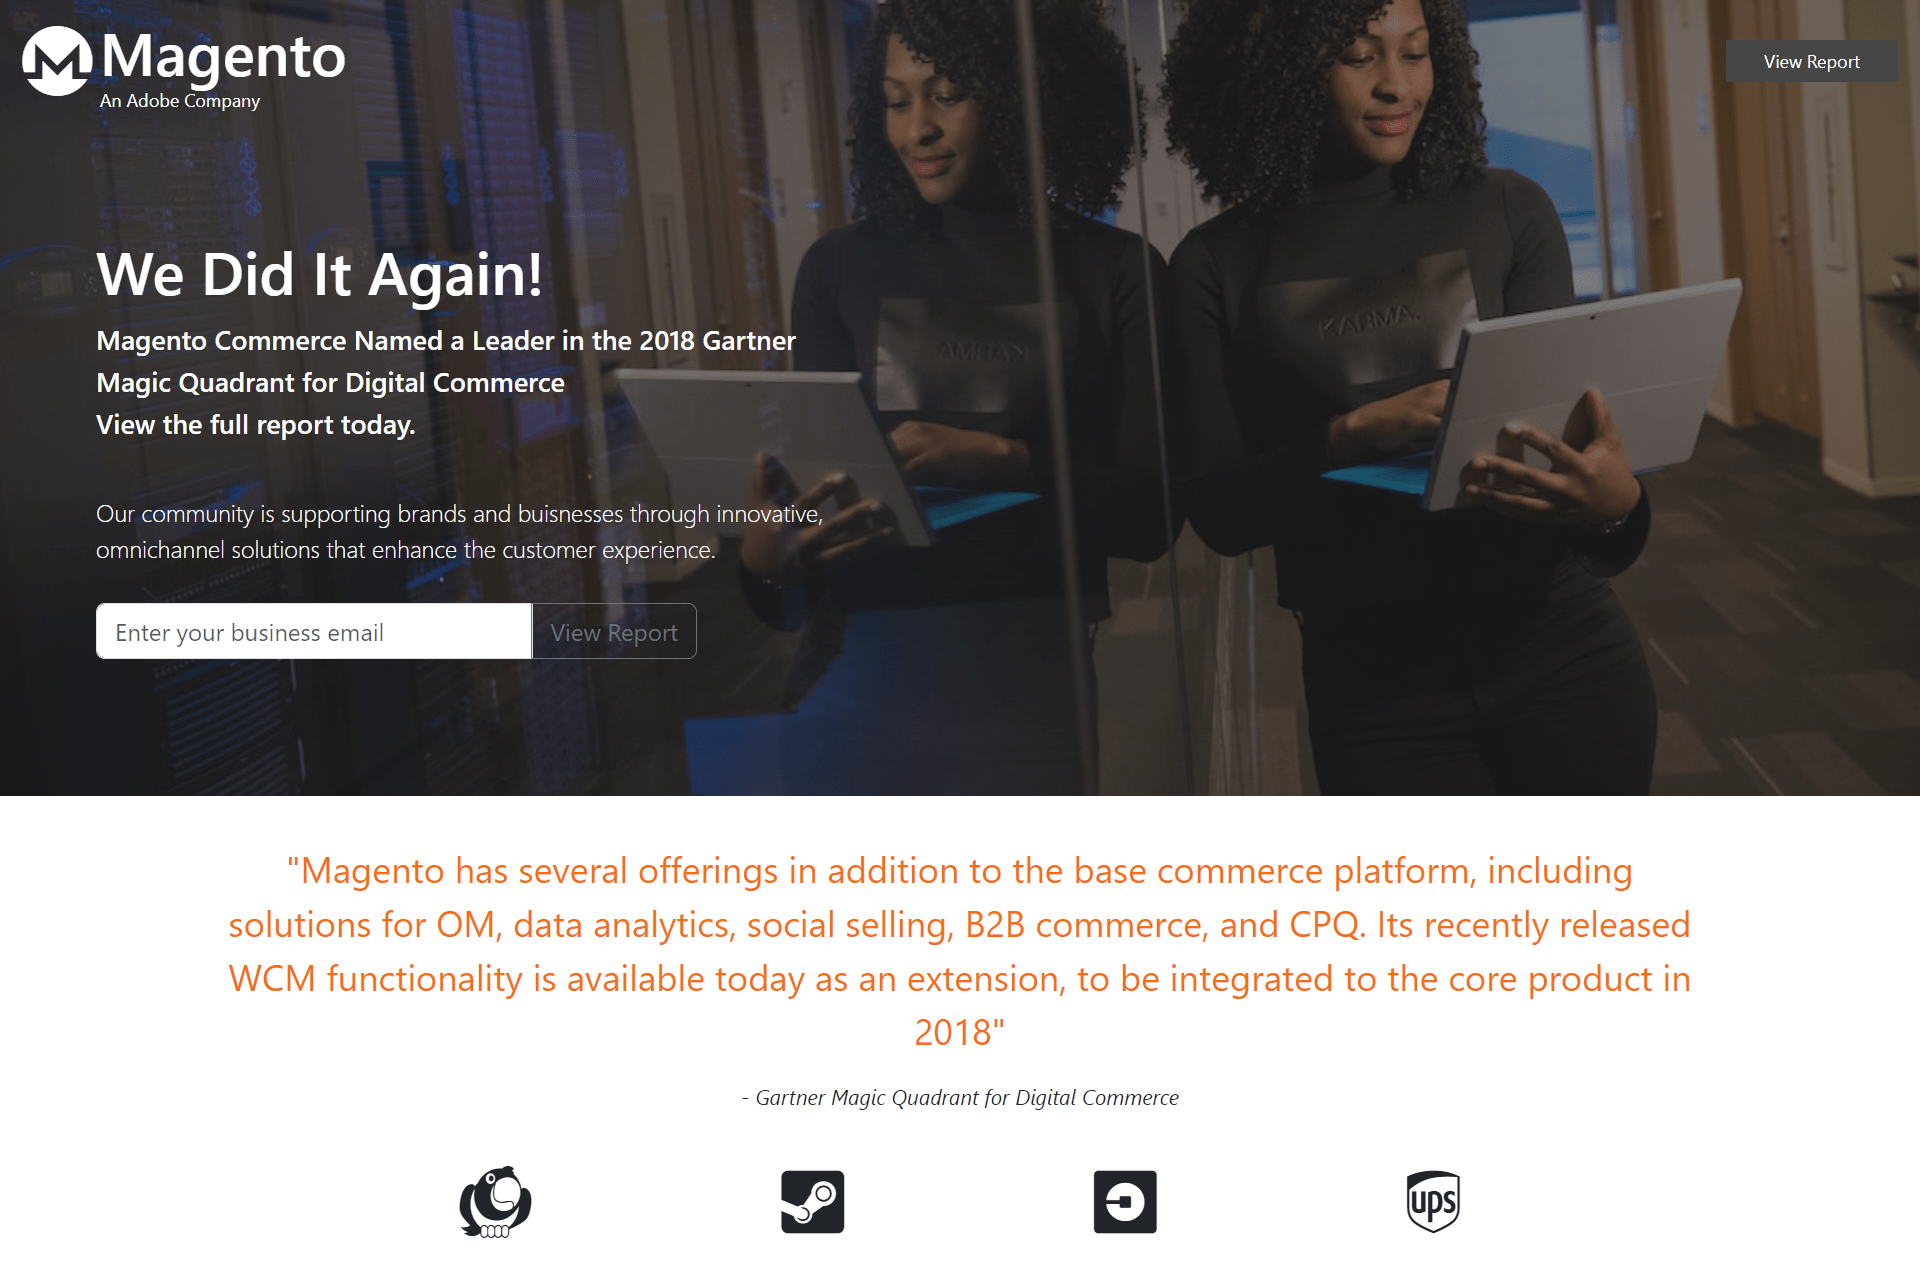 Magento
An Adobe Company
View Report
We Did It Again!
Magento Commerce Named a Leader in the 2018 Gartner
Magic Quadrant for Digital Commerce
View the full report today.
Our community is supporting brands and buisnesses through innovative,
omnichannel solutions that enhance the customer experience.
Enter your business email
View Report
KARMA
KARMA.
"Magento has several offerings in addition to the base commerce platform, including
solutions for OM, data analytics, social selling, B2B commerce, and CPQ. Its recently released
WCM functionality is available today as an extension, to be integrated to the core product in
2018"
- Gartner Magic Quadrant for Digital Commerce
ups